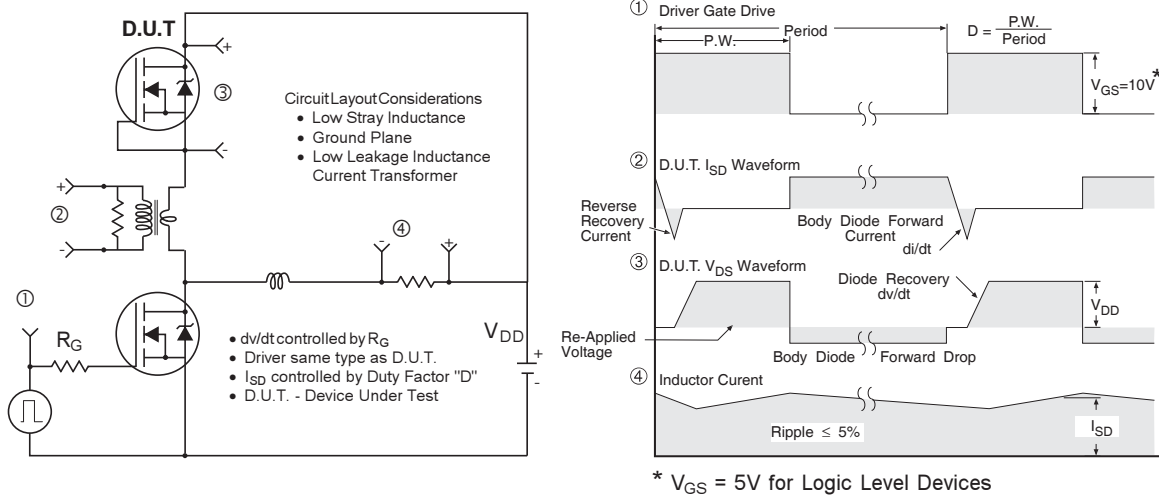 D.U.T
+
③
-
Circuit Layout Considerations
• Low Stray Inductance
• Ground Plane
• Low Leakage Inductance
Current Transformer
+
②
-
④
-
+
①
R_G
• dv/dt controlled by R_G
• Driver same type as D.U.T.
• I_SD controlled by Duty Factor "D"
• D.U.T. - Device Under Test
V_DD
+
-
① Driver Gate Drive
P.W.
Period
D = P.W. / Period
V_GS=10V *
② D.U.T. I_SD Waveform
Reverse
Recovery
Current
Body Diode Forward
Current
di/dt
③ D.U.T. V_DS Waveform
Diode Recovery
dv/dt
V_DD
Re-Applied
Voltage
Body Diode Forward Drop
④ Inductor Curent
Ripple ≤ 5%
I_SD
* V_GS = 5V for Logic Level Devices